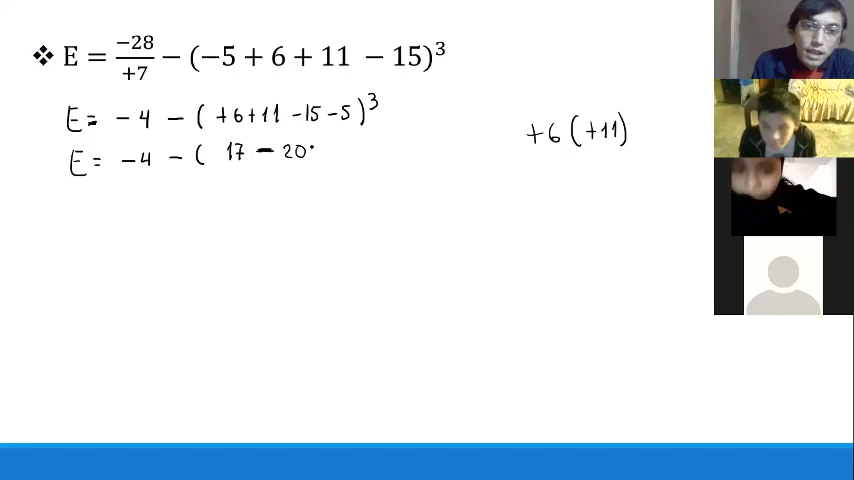 ❖ E = −28/+7 − (−5 + 6 + 11 − 15)³
E = − 4 − ( + 6 + 11 − 15 − 5 )³
+ 6 ( + 11 )
E = − 4 − ( 17 − 20